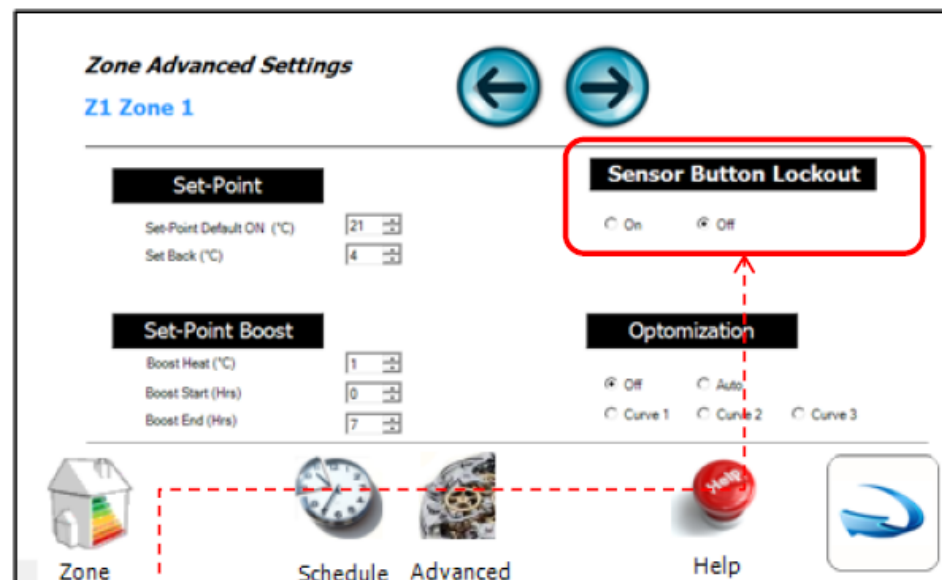 Zone Advanced Settings
Z1 Zone 1
Set-Point
Set-Point Default ON (°C) 21
Set Back (°C) 4
Sensor Button Lockout
On Off
Set-Point Boost
Boost Heat (°C) 1
Boost Start (Hrs) 0
Boost End (Hrs) 7
Optomization
Off Auto
Curve 1 Curve 2 Curve 3
Help
Zone Schedule Advanced Help